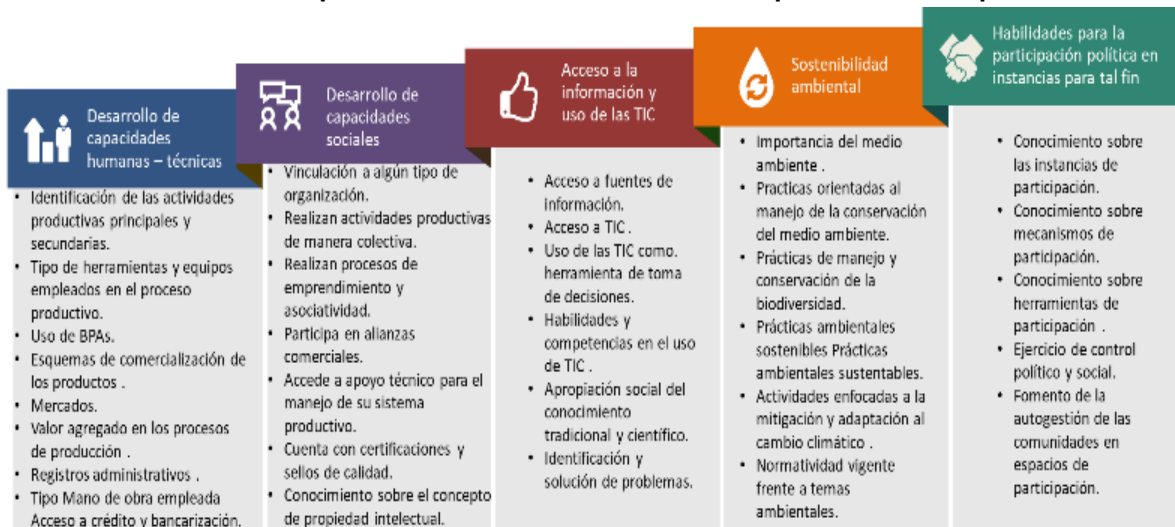 Desarrollo de
capacidades
humanas – técnicas
• Identificación de las actividades
productivas principales y
secundarias.
• Tipo de herramientas y equipos
empleados en el proceso
productivo.
• Uso de BPAs.
• Esquemas de comercialización de
los productos .
• Mercados.
• Valor agregado en los procesos
de producción .
• Registros administrativos .
• Tipo Mano de obra empleada
Acceso a crédito y bancarización.
Desarrollo de
capacidades
sociales
• Vinculación a algún tipo de
organización.
• Realizan actividades productivas
de manera colectiva.
• Realizan procesos de
emprendimiento y
asociatividad.
• Participa en alianzas
comerciales.
• Accede a apoyo técnico para el
manejo de su sistema
productivo.
• Cuenta con certificaciones y
sellos de calidad.
• Conocimiento sobre el concepto
de propiedad intelectual.
Acceso a la
información y
uso de las TIC
• Acceso a fuentes de
información.
• Acceso a TIC .
• Uso de las TIC como.
herramienta de toma
de decisiones.
• Habilidades y
competencias en el uso
de TIC .
• Apropiación social del
conocimiento
tradicional y científico.
• Identificación y
solución de problemas.
Sostenibilidad
ambiental
• Importancia del medio
ambiente .
• Practicas orientadas al
manejo de la conservación
del medio ambiente.
• Prácticas de manejo y
conservación de la
biodiversidad.
• Prácticas ambientales
sostenibles Prácticas
ambientales sustentables.
• Actividades enfocadas a la
mitigación y adaptación al
cambio climático .
• Normatividad vigente
frente a temas
ambientales.
Habilidades para la
participación política en
instancias para tal fin
• Conocimiento sobre
las instancias de
participación.
• Conocimiento sobre
mecanismos de
participación.
• Conocimiento sobre
herramientas de
participación .
• Ejercicio de control
político y social.
• Fomento de la
autogestión de las
comunidades en
espacios de
participación.